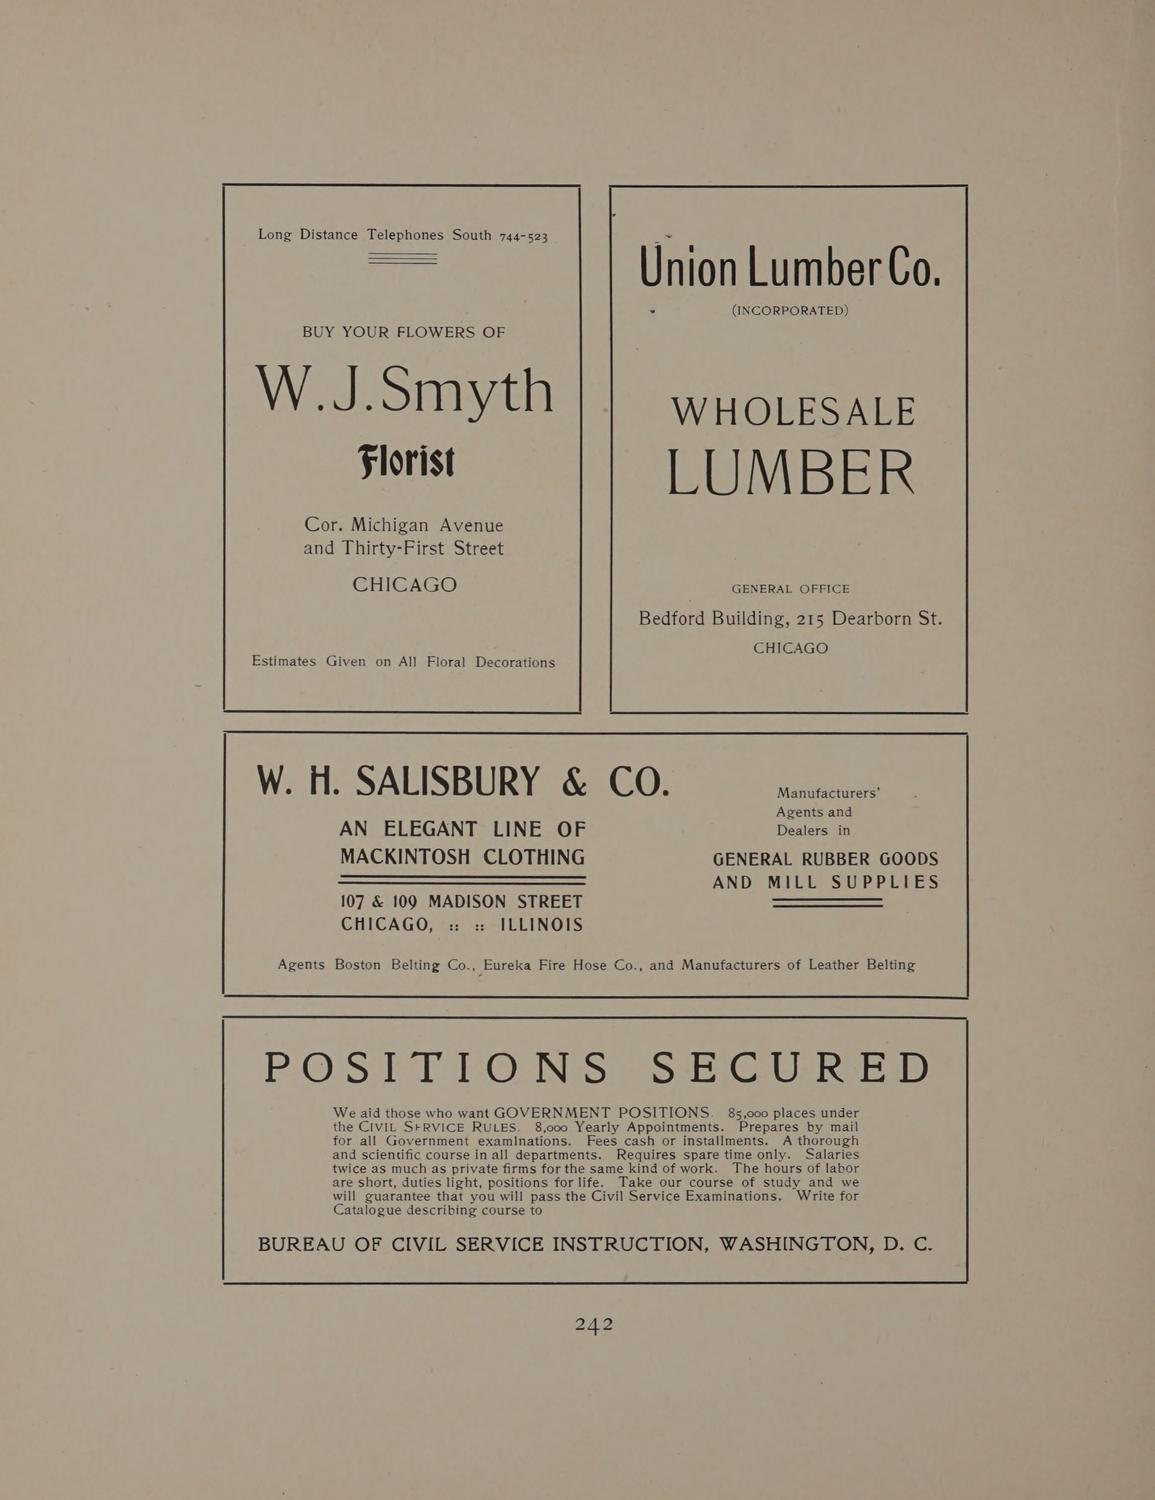 Long Distance Telephones South 744-523
BUY YOUR FLOWERS OF
W. J. Smyth
Florist
Cor. Michigan Avenue
and Thirty-First Street
CHICAGO
Estimates Given on All Floral Decorations
Union Lumber Co.
(INCORPORATED)
WHOLESALE
LUMBER
GENERAL OFFICE
Bedford Building, 215 Dearborn St.
CHICAGO
W. H. SALISBURY & CO.
AN ELEGANT LINE OF
MACKINTOSH CLOTHING
107 & 109 MADISON STREET
CHICAGO, :: :: ILLINOIS
Manufacturers'
Agents and
Dealers in
GENERAL RUBBER GOODS
AND MILL SUPPLIES
Agents Boston Belting Co., Eureka Fire Hose Co., and Manufacturers of Leather Belting
POSITIONS SECURED
We aid those who want GOVERNMENT POSITIONS. 85,000 places under
the CIVIL SERVICE RULES. 8,000 Yearly Appointments. Prepares by mail
for all Government examinations. Fees cash or installments. A thorough
and scientific course in all departments. Requires spare time only. Salaries
twice as much as private firms for the same kind of work. The hours of labor
are short, duties light, positions for life. Take our course of study and we
will guarantee that you will pass the Civil Service Examinations. Write for
Catalogue describing course to
BUREAU OF CIVIL SERVICE INSTRUCTION, WASHINGTON, D. C.
242